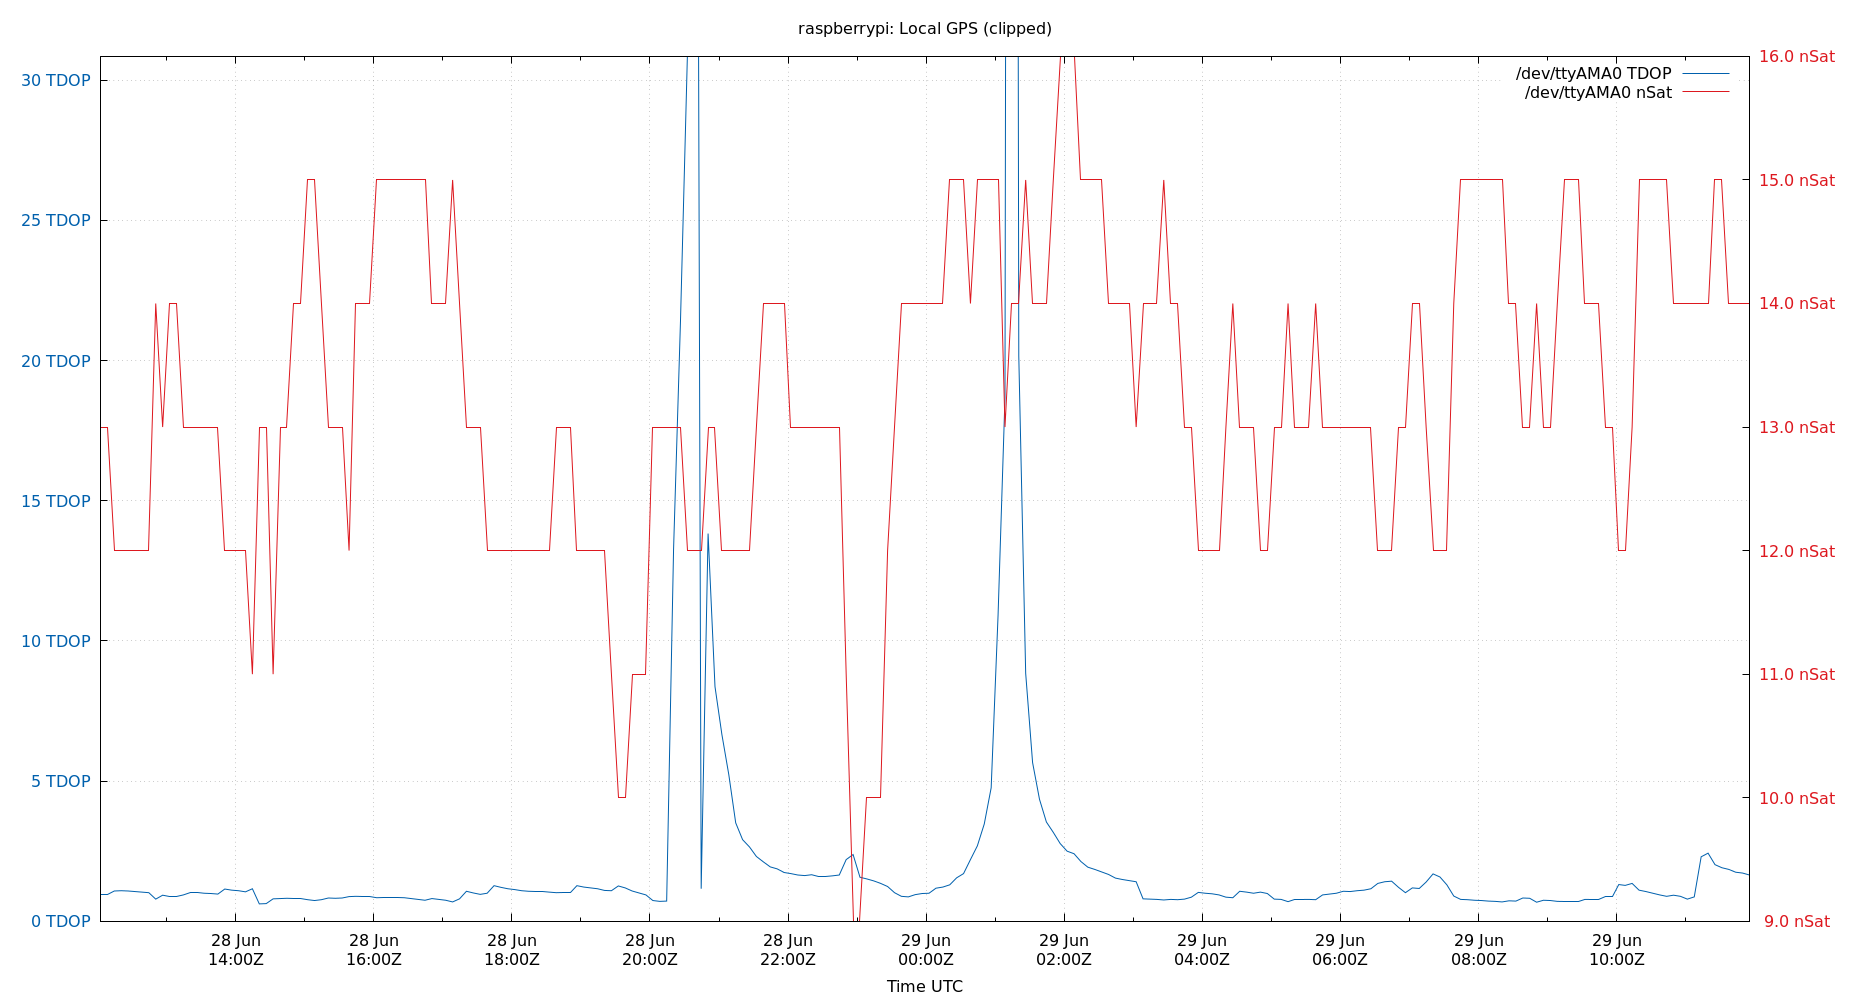 raspberrypi: Local GPS (clipped)
/dev/ttyAMA0 TDOP
/dev/ttyAMA0 nSat
30 TDOP
25 TDOP
20 TDOP
15 TDOP
10 TDOP
5 TDOP
0 TDOP
16.0 nSat
15.0 nSat
14.0 nSat
13.0 nSat
12.0 nSat
11.0 nSat
10.0 nSat
9.0 nSat
28 Jun
14:00Z
28 Jun
16:00Z
28 Jun
18:00Z
28 Jun
20:00Z
28 Jun
22:00Z
29 Jun
00:00Z
29 Jun
02:00Z
29 Jun
04:00Z
29 Jun
06:00Z
29 Jun
08:00Z
29 Jun
10:00Z
Time UTC